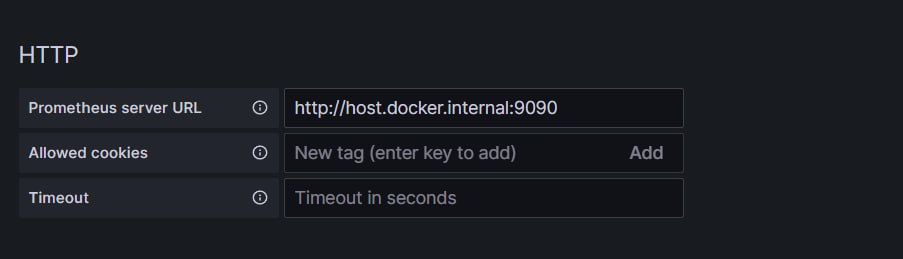 HTTP
Prometheus server URL http://host.docker.internal:9090
Allowed cookies New tag (enter key to add) Add
Timeout Timeout in seconds